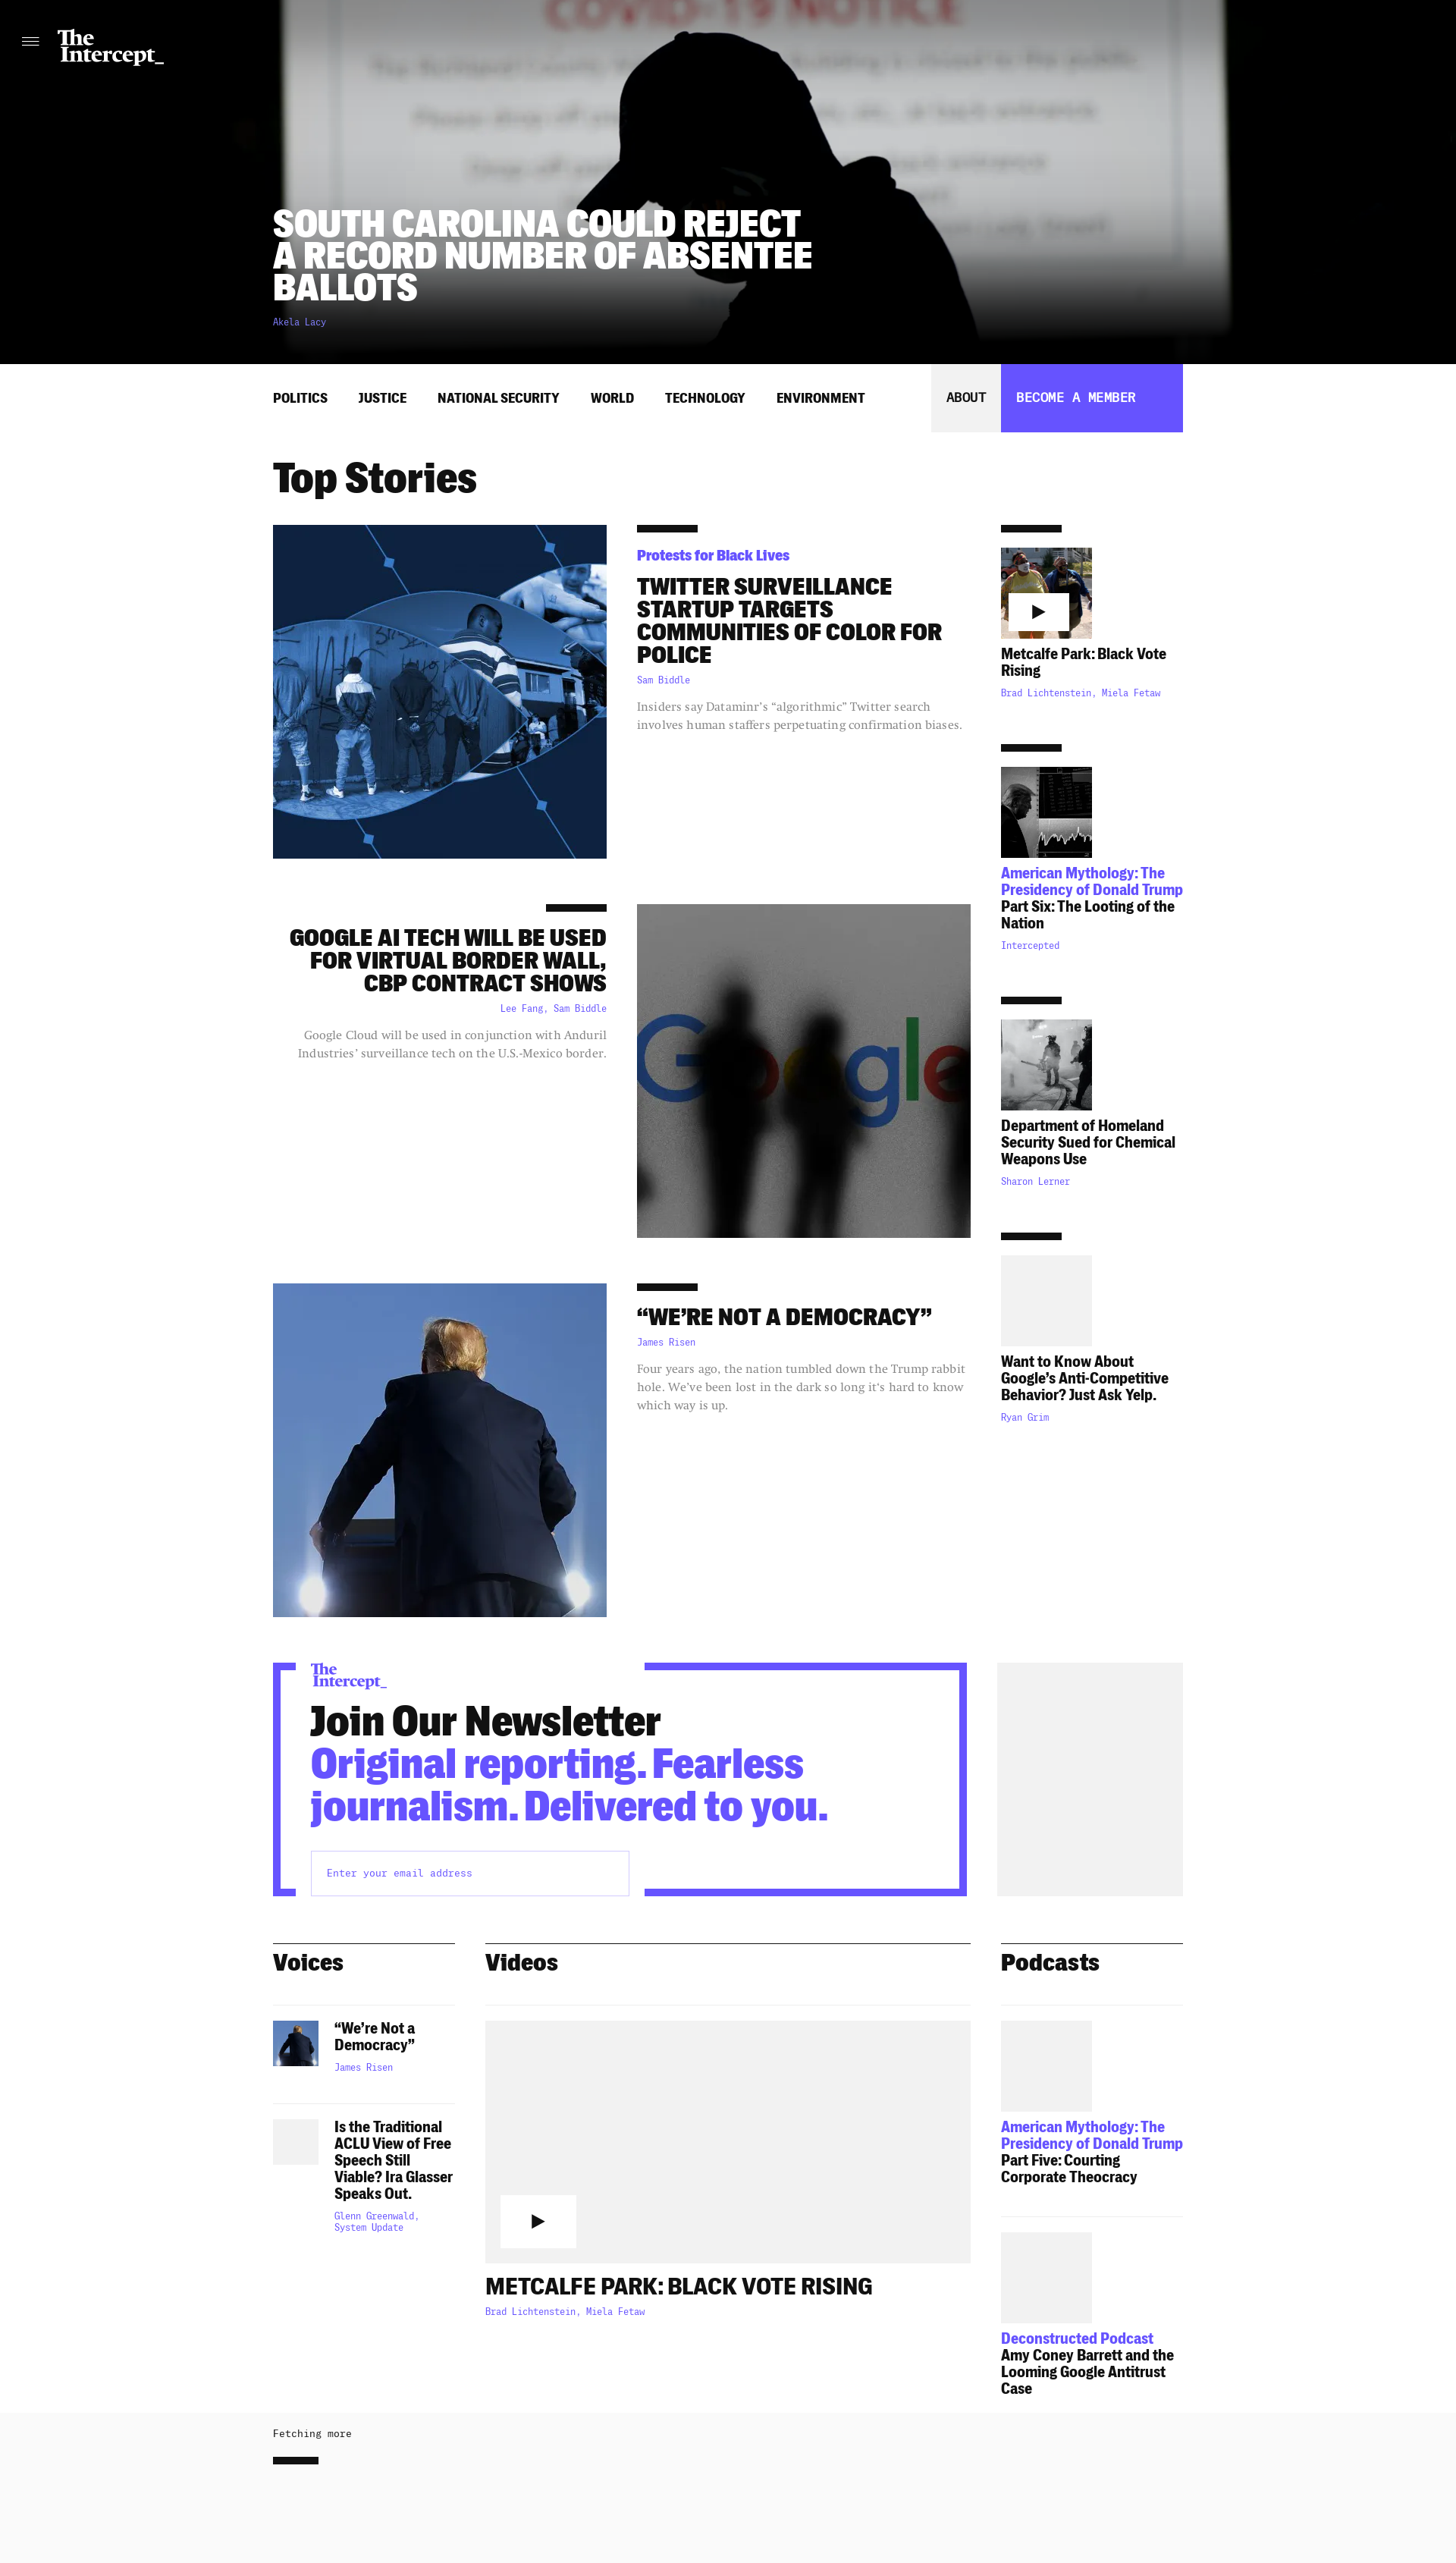 COVID-19 NOTICE
The
Intercept_
SOUTH CAROLINA COULD REJECT
A RECORD NUMBER OF ABSENTEE
BALLOTS
Akela Lacy
POLITICS JUSTICE NATIONAL SECURITY WORLD TECHNOLOGY ENVIRONMENT ABOUT BECOME A MEMBER
Top Stories
Protests for Black Lives
TWITTER SURVEILLANCE
STARTUP TARGETS
COMMUNITIES OF COLOR FOR
POLICE
Sam Biddle
Insiders say Dataminr’s “algorithmic” Twitter search
involves human staffers perpetuating confirmation biases.
GOOGLE AI TECH WILL BE USED
FOR VIRTUAL BORDER WALL,
CBP CONTRACT SHOWS
Lee Fang, Sam Biddle
Google Cloud will be used in conjunction with Anduril
Industries’ surveillance tech on the U.S.-Mexico border.
Google
“WE’RE NOT A DEMOCRACY”
James Risen
Four years ago, the nation tumbled down the Trump rabbit
hole. We’ve been lost in the dark so long it’s hard to know
which way is up.
Metcalfe Park: Black Vote
Rising
Brad Lichtenstein, Miela Fetaw
American Mythology: The
Presidency of Donald Trump
Part Six: The Looting of the
Nation
Intercepted
Department of Homeland
Security Sued for Chemical
Weapons Use
Sharon Lerner
Want to Know About
Google’s Anti-Competitive
Behavior? Just Ask Yelp.
Ryan Grim
The
Intercept_
Join Our Newsletter
Original reporting. Fearless
journalism. Delivered to you.
Enter your email address
Voices
“We’re Not a
Democracy”
James Risen
Is the Traditional
ACLU View of Free
Speech Still
Viable? Ira Glasser
Speaks Out.
Glenn Greenwald,
System Update
Videos
METCALFE PARK: BLACK VOTE RISING
Brad Lichtenstein, Miela Fetaw
Podcasts
American Mythology: The
Presidency of Donald Trump
Part Five: Courting
Corporate Theocracy
Deconstructed Podcast
Amy Coney Barrett and the
Looming Google Antitrust
Case
Fetching more